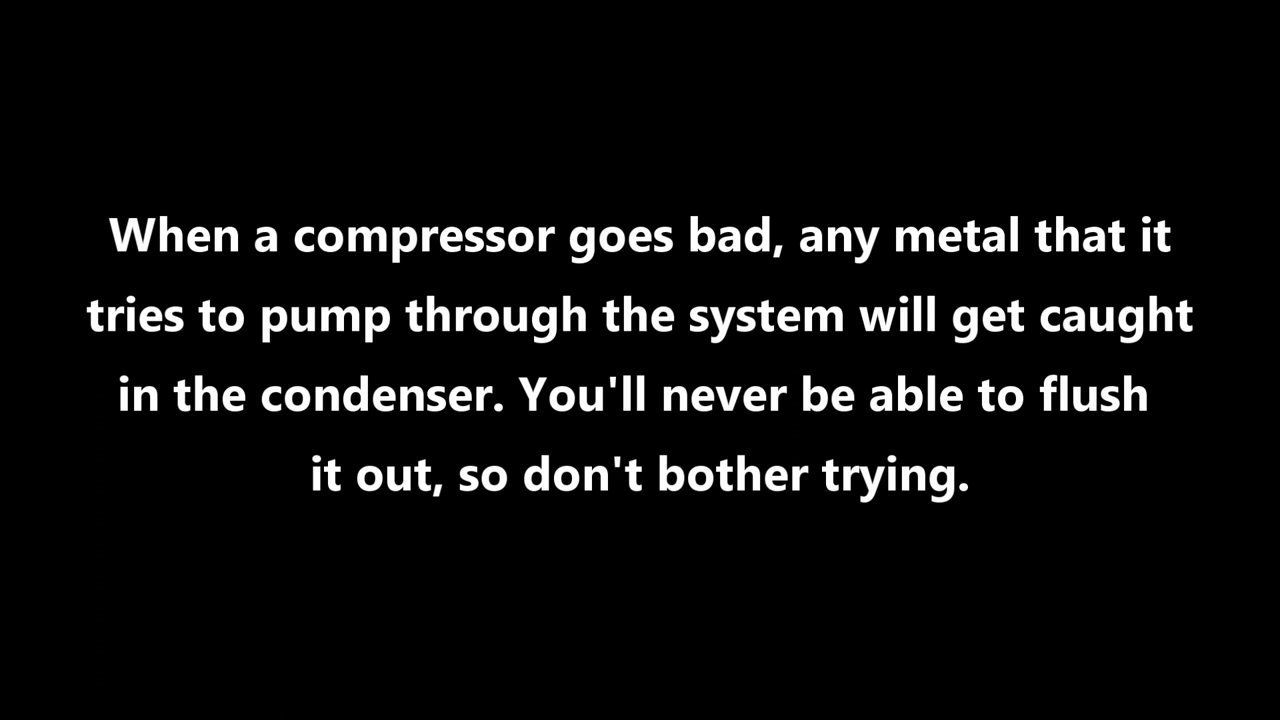 When a compressor goes bad, any metal that it
tries to pump through the system will get caught
in the condenser. You'll never be able to flush
it out, so don't bother trying.